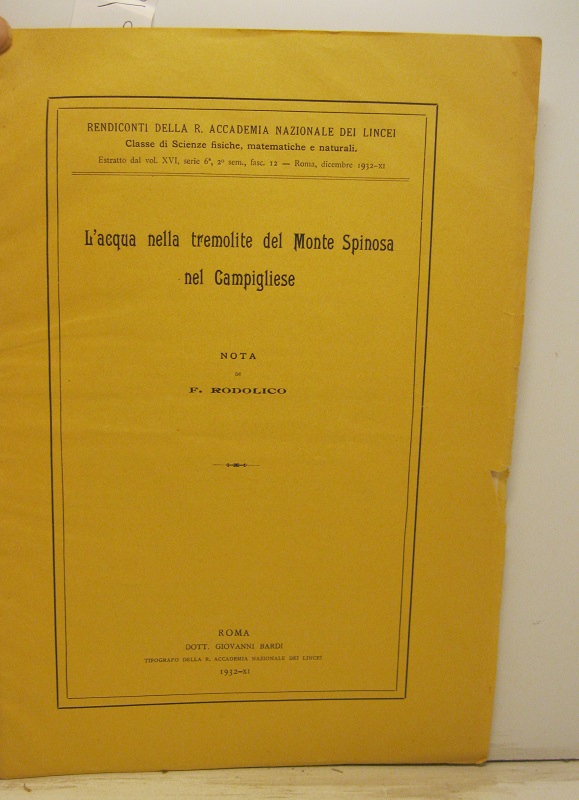 RENDICONTI DELLA R. ACCADEMIA NAZIONALE DEI LINCEI
Classe di Scienze fisiche, matematiche e naturali.
Estratto dal vol. XVI, serie 6ª, 2º sem., fasc. 12 — Roma, dicembre 1932-XI
L'acqua nella tremolite del Monte Spinosa
nel Campigliese
NOTA
DI
F. RODOLICO
ROMA
DOTT. GIOVANNI BARDI
TIPOGRAFO DELLA R. ACCADEMIA NAZIONALE DEI LINCEI
1932-XI